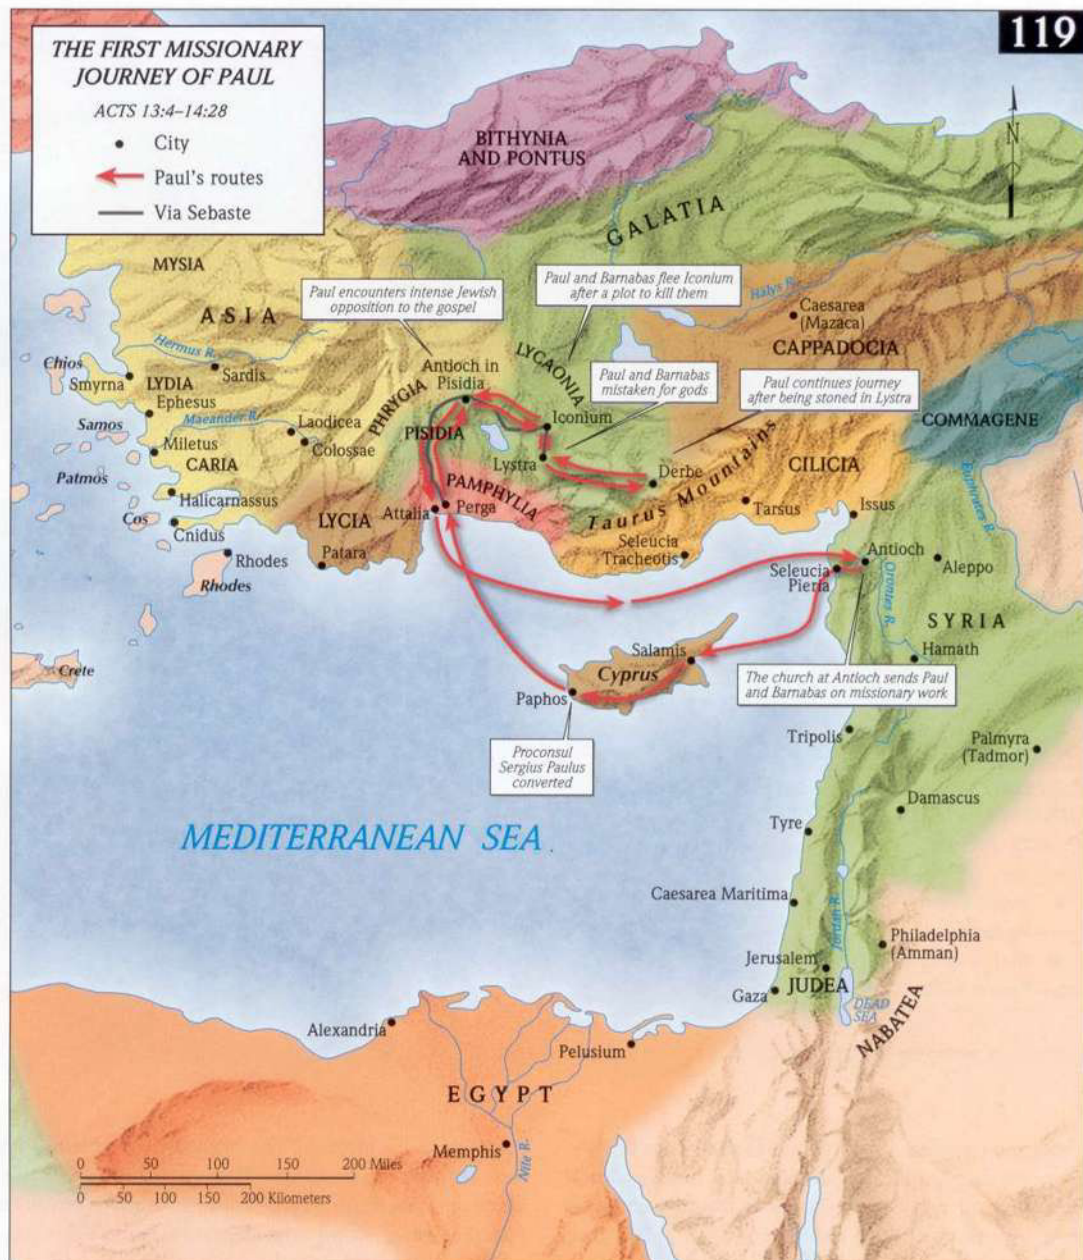 119
THE FIRST MISSIONARY
JOURNEY OF PAUL
ACTS 13:4–14:28
City
Paul's routes
Via Sebaste
N
BITHYNIA
AND PONTUS
GALATIA
MYSIA
ASIA
Paul encounters intense Jewish
opposition to the gospel
Paul and Barnabas flee Iconium
after a plot to kill them
Halys R.
Caesarea
(Mazaca)
CAPPADOCIA
Hermus R.
Chios
Smyrna
LYDIA
Sardis
Ephesus
Antioch in
Pisidia
LYCAONIA
PHRYGIA
Paul and Barnabas
mistaken for gods
Paul continues journey
after being stoned in Lystra
COMMAGENE
Samos
Maeander R.
Laodicea
Colossae
Miletus
CARIA
PISIDIA
Iconium
Lystra
Derbe
Taurus Mountains
CILICIA
Euphrates R.
Patmos
Halicarnassus
Cos
Cnidus
LYCIA
Attalia
Perga
PAMPHYLIA
Tarsus
Issus
Rhodes
Rhodes
Patara
Seleucia
Tracheotis
Seleucia
Pieria
Antioch
Aleppo
Orontes R.
SYRIA
Crete
Salamis
Cyprus
Hamath
Paphos
The church at Antioch sends Paul
and Barnabas on missionary work
Proconsul
Sergius Paulus
converted
Tripolis
Palmyra
(Tadmor)
MEDITERRANEAN SEA
Damascus
Tyre
Caesarea Maritima
Jordan R.
Philadelphia
(Amman)
Jerusalem
JUDEA
Gaza
DEAD
SEA
NABATEA
Alexandria
Pelusium
EGYPT
Memphis
Nile R.
0 50 100 150 200 Miles
0 50 100 150 200 Kilometers